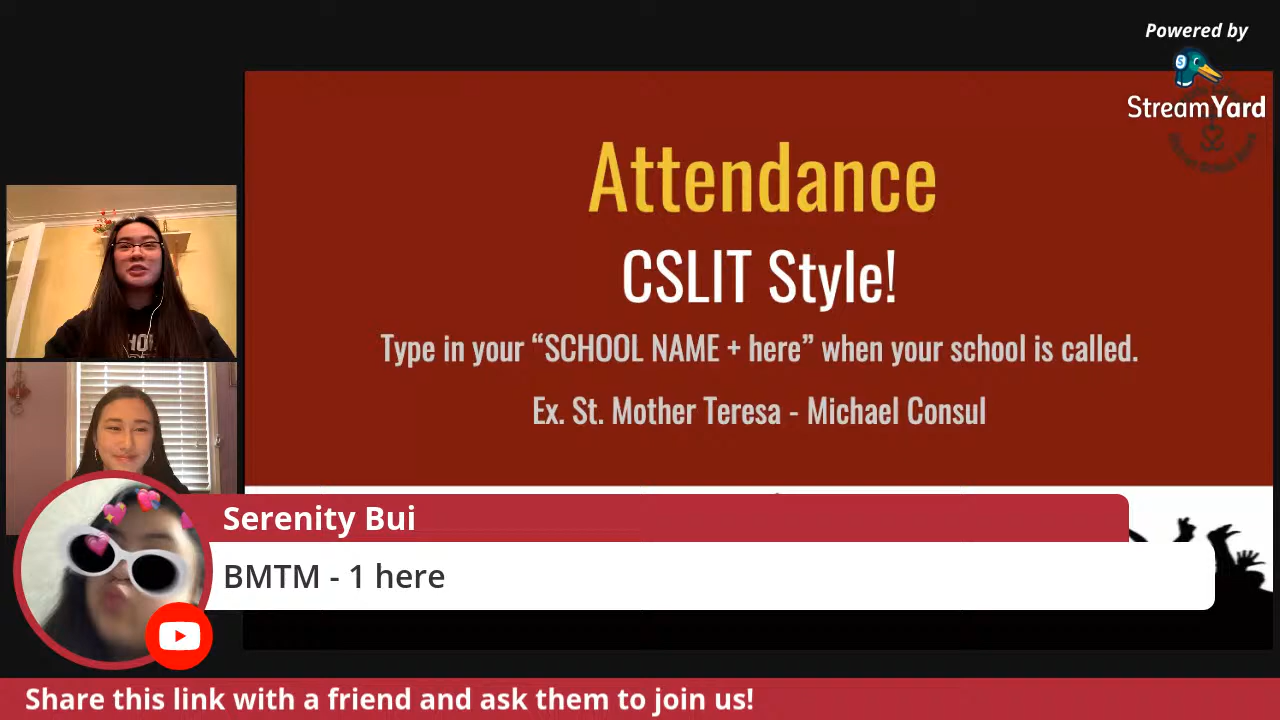 Powered by
StreamYard
Attendance
CSLIT Style!
Type in your “SCHOOL NAME + here” when your school is called.
Ex. St. Mother Teresa - Michael Consul
Serenity Bui
BMTM - 1 here
Share this link with a friend and ask them to join us!